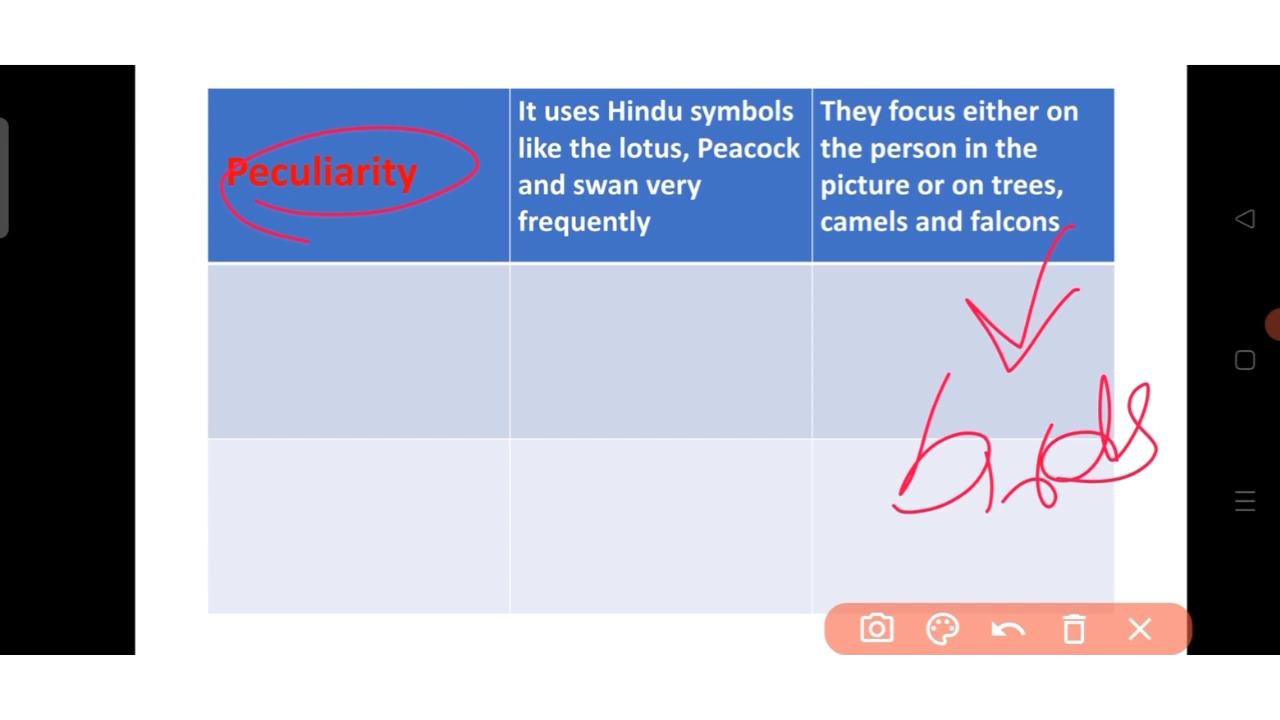 Peculiarity
It uses Hindu symbols
like the lotus, Peacock
and swan very
frequently
They focus either on
the person in the
picture or on trees,
camels and falcons
birds